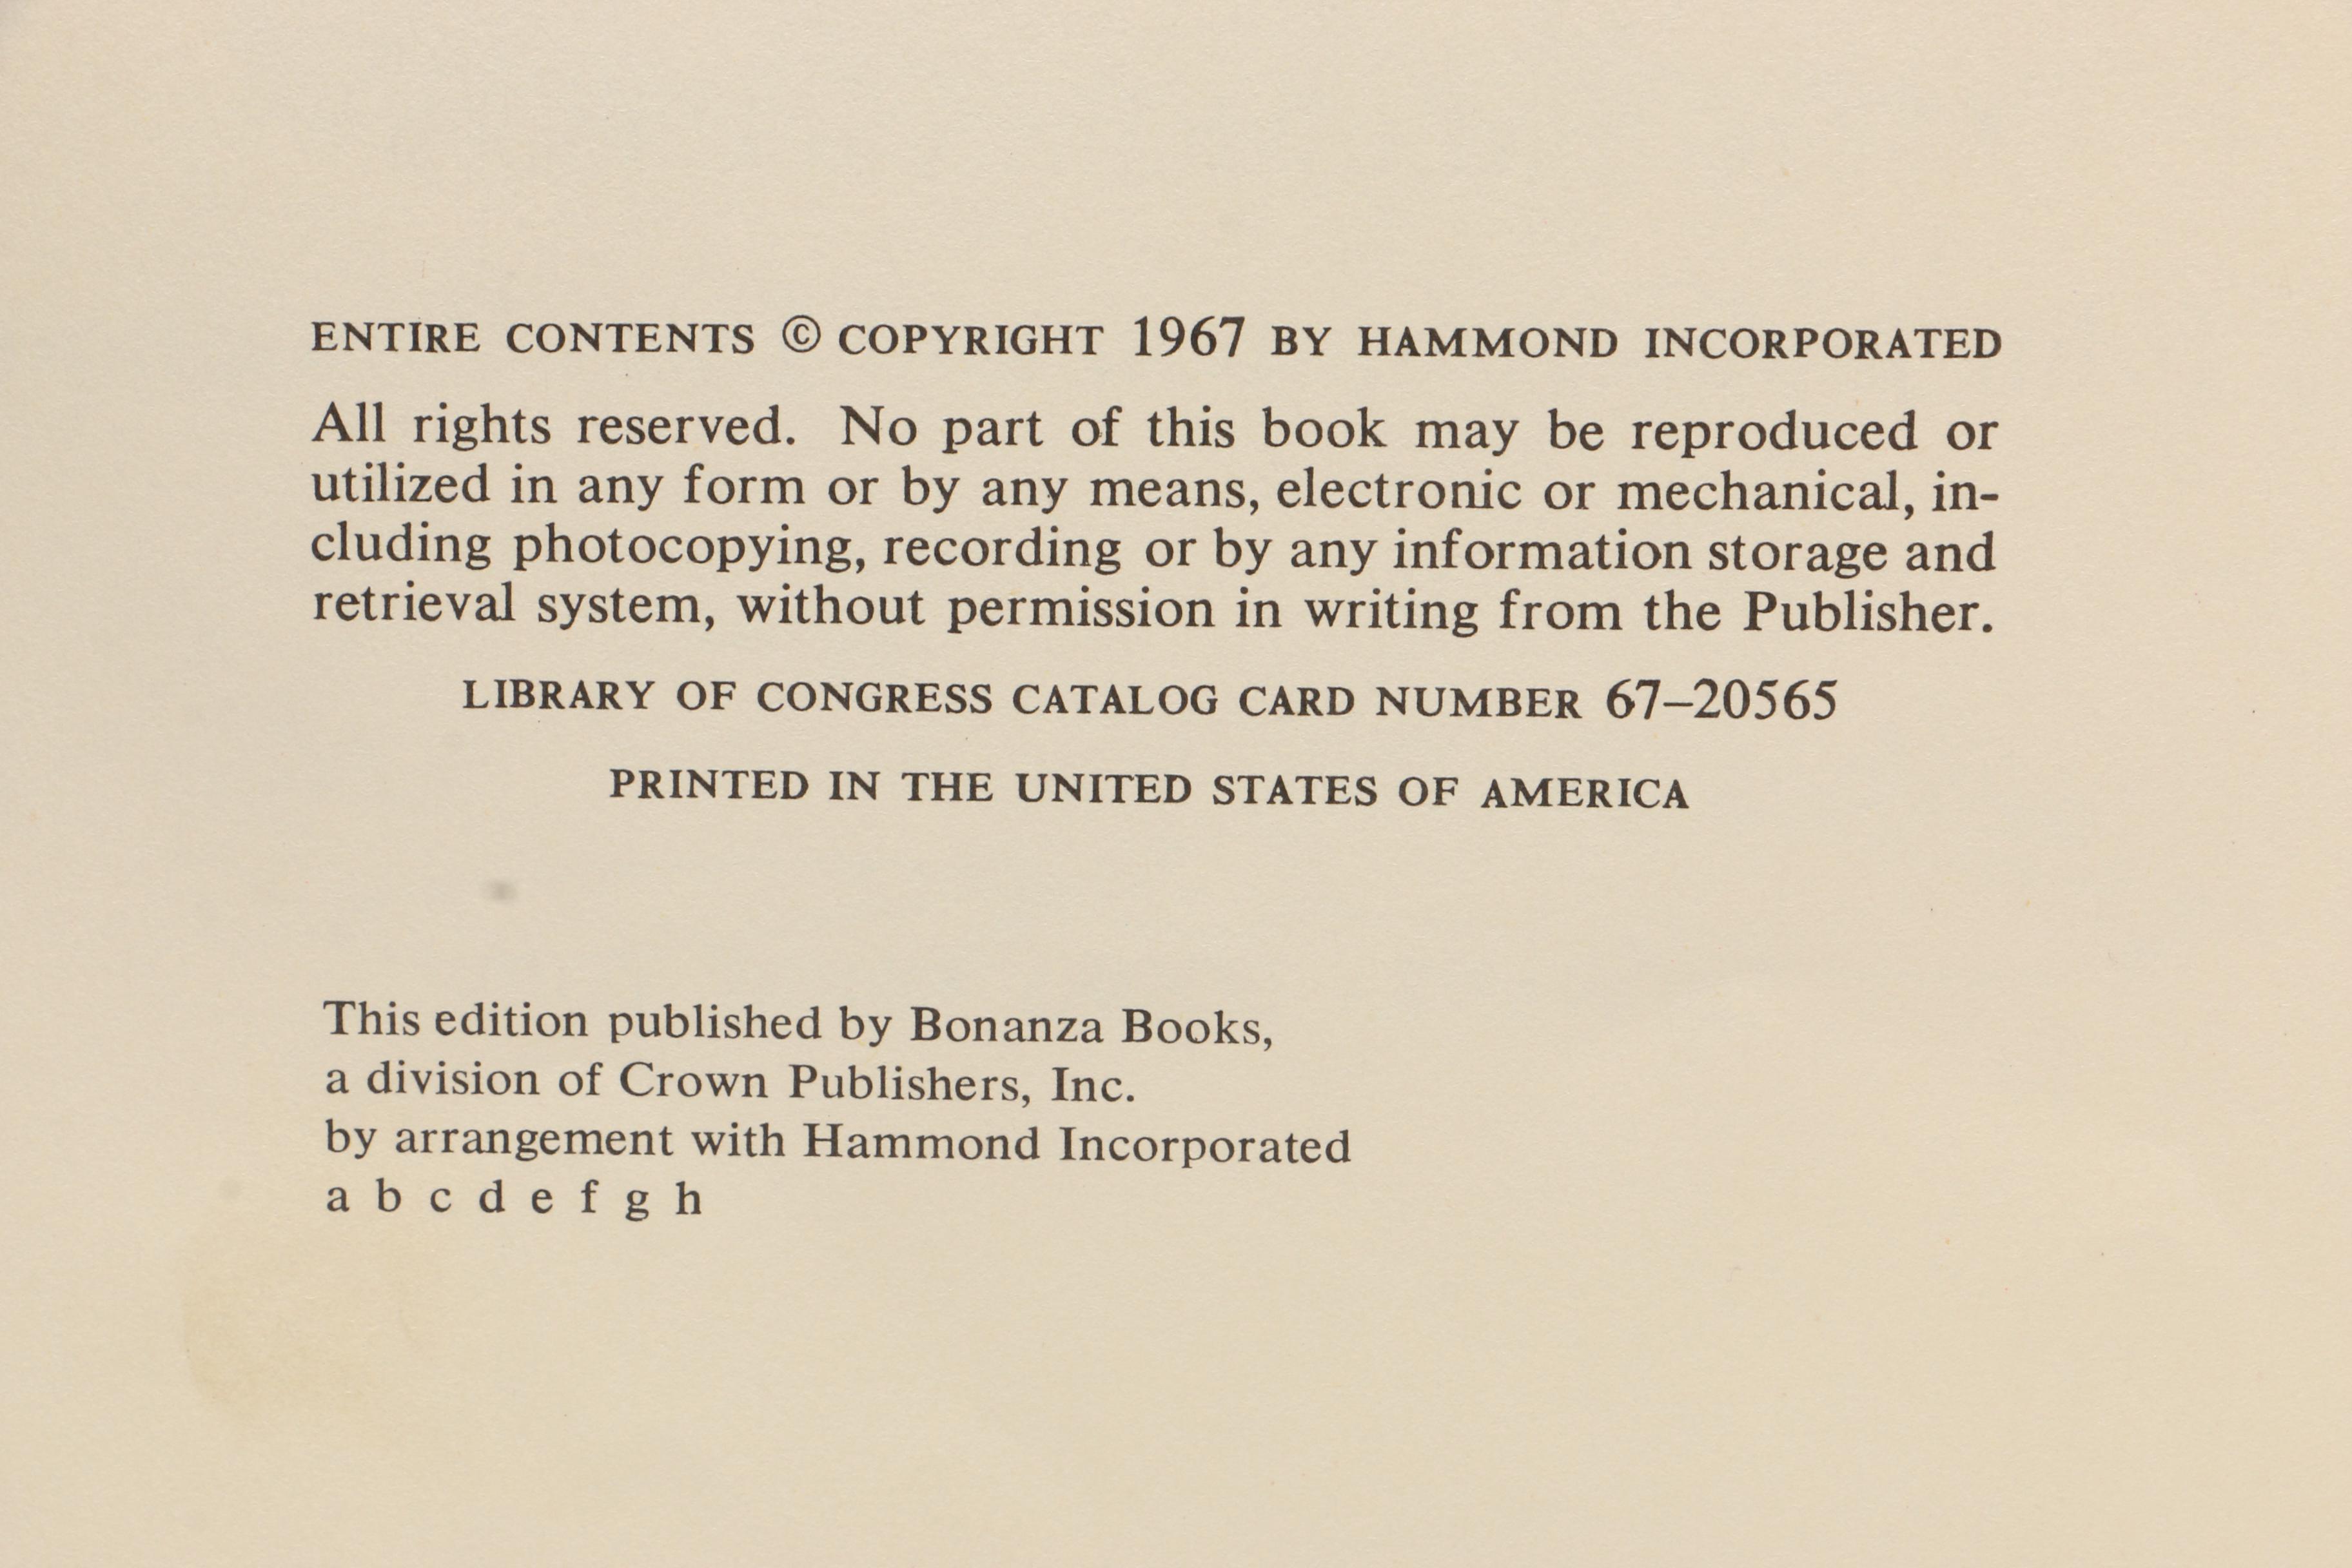 ENTIRE CONTENTS © COPYRIGHT 1967 BY HAMMOND INCORPORATED
All rights reserved. No part of this book may be reproduced or
utilized in any form or by any means, electronic or mechanical, in-
cluding photocopying, recording or by any information storage and
retrieval system, without permission in writing from the Publisher.
LIBRARY OF CONGRESS CATALOG CARD NUMBER 67–20565
PRINTED IN THE UNITED STATES OF AMERICA
This edition published by Bonanza Books,
a division of Crown Publishers, Inc.
by arrangement with Hammond Incorporated
a b c d e f g h